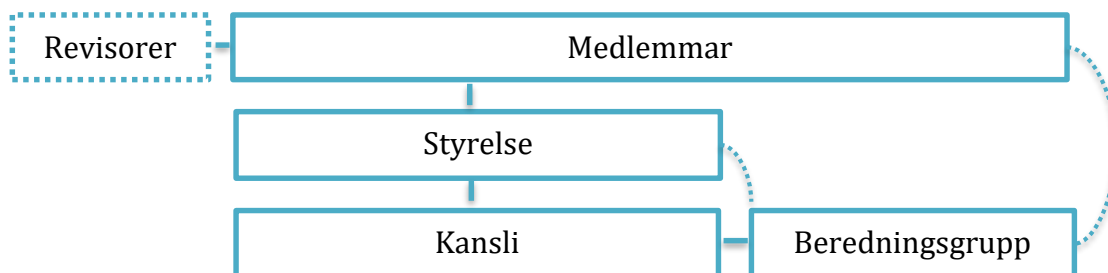 Revisorer
Medlemmar
Styrelse
Kansli
Beredningsgrupp